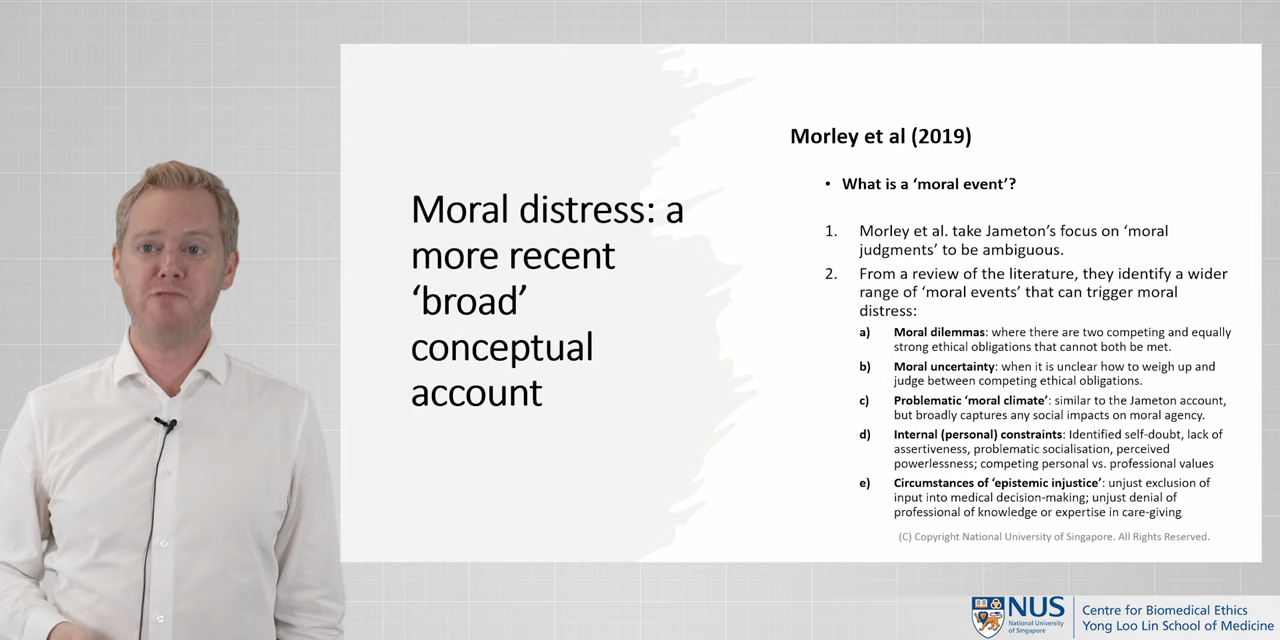 Moral distress: a
more recent
‘broad’
conceptual
account
Morley et al (2019)
• What is a ‘moral event’?
1. Morley et al. take Jameton’s focus on ‘moral
judgments’ to be ambiguous.
2. From a review of the literature, they identify a wider
range of ‘moral events’ that can trigger moral
distress:
a) Moral dilemmas: where there are two competing and equally
strong ethical obligations that cannot both be met.
b) Moral uncertainty: when it is unclear how to weigh up and
judge between competing ethical obligations.
c) Problematic ‘moral climate’: similar to the Jameton account,
but broadly captures any social impacts on moral agency.
d) Internal (personal) constraints: Identified self-doubt, lack of
assertiveness, problematic socialisation, perceived
powerlessness; competing personal vs. professional values
e) Circumstances of ‘epistemic injustice’: unjust exclusion of
input into medical decision-making; unjust denial of
professional of knowledge or expertise in care-giving
(C) Copyright National University of Singapore. All Rights Reserved.
NUS
National University
of Singapore
Centre for Biomedical Ethics
Yong Loo Lin School of Medicine